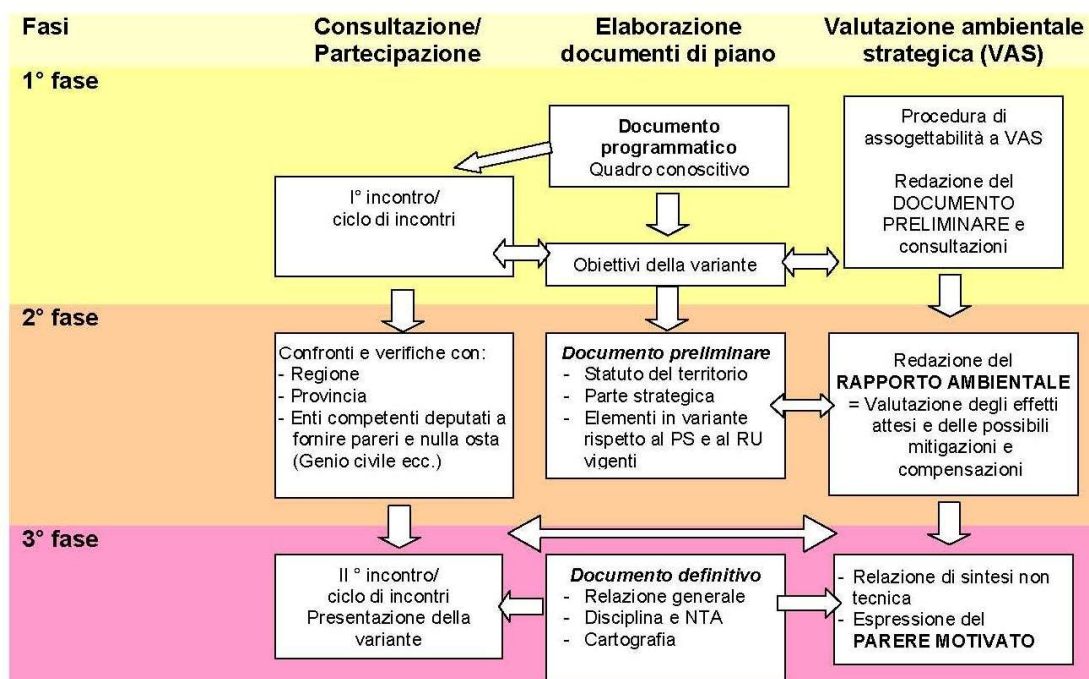 Fasi
Consultazione/
Partecipazione
Elaborazione
documenti di piano
Valutazione ambientale
strategica (VAS)
1° fase
Documento
programmatico
Quadro conoscitivo
I° incontro/
ciclo di incontri
Obiettivi della variante
Procedura di
assogettabilità a VAS
Redazione del
DOCUMENTO
PRELIMINARE e
consultazioni
2° fase
Confronti e verifiche con:
- Regione
- Provincia
- Enti competenti deputati a
fornire pareri e nulla osta
(Genio civile ecc.)
Documento preliminare
- Statuto del territorio
- Parte strategica
- Elementi in variante
rispetto al PS e al RU
vigenti
Redazione del
RAPPORTO AMBIENTALE
= Valutazione degli effetti
attesi e delle possibili
mitigazioni e
compensazioni
3° fase
II ° incontro/
ciclo di incontri
Presentazione della
variante
Documento definitivo
- Relazione generale
- Disciplina e NTA
- Cartografia
- Relazione di sintesi non
tecnica
- Espressione del
PARERE MOTIVATO